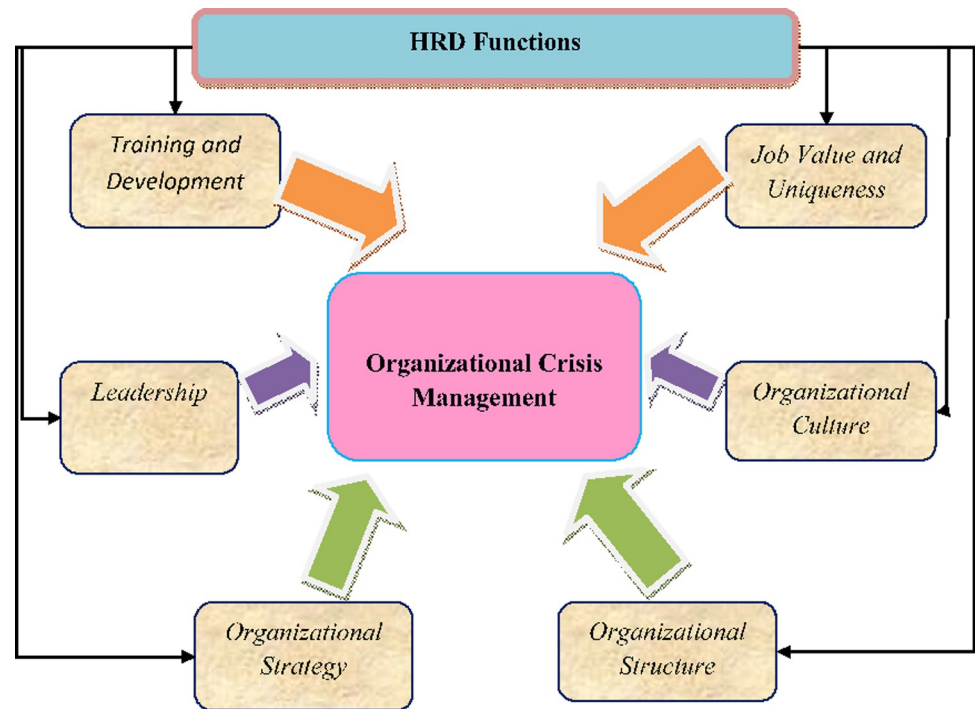 HRD Functions
Training and
Development
Job Value and
Uniqueness
Organizational Crisis
Management
Leadership
Organizational
Culture
Organizational
Strategy
Organizational
Structure